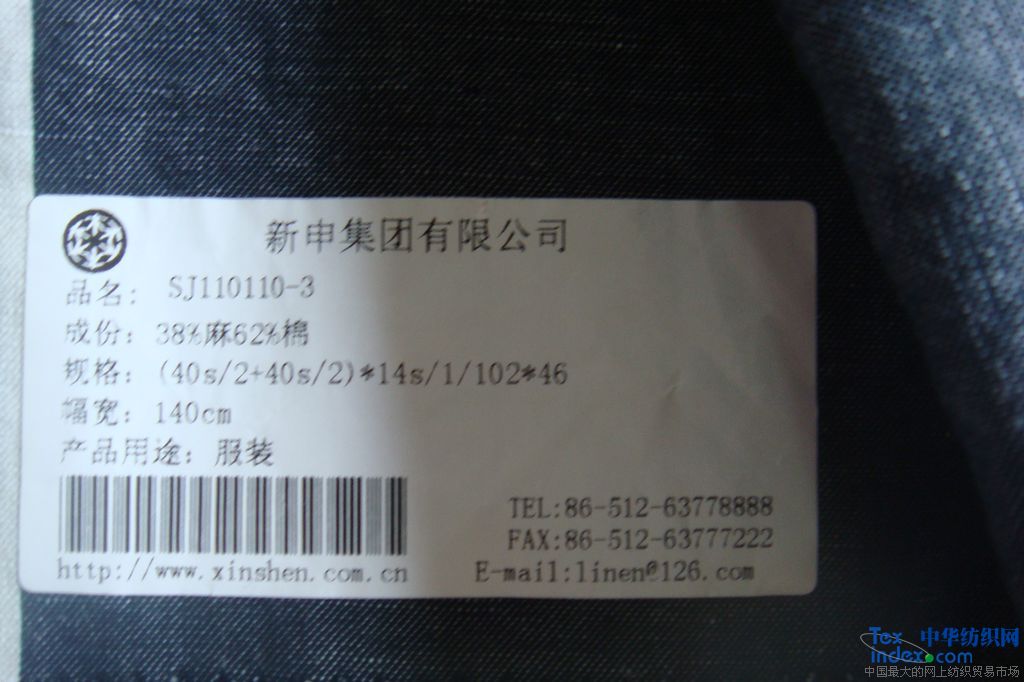 新申集团有限公司
品名: SJ110110-3
成份: 38%麻62%棉
规格: (40s/2+40s/2)*14s/1/102*46
幅宽: 140cm
产品用途: 服装
TEL:86-512-63778888
FAX:86-512-63777222
http://www.xinshen.com.cn E-mail:linen@126.com
Tex 中华纺织网
index.com
中国最大的网上纺织贸易市场